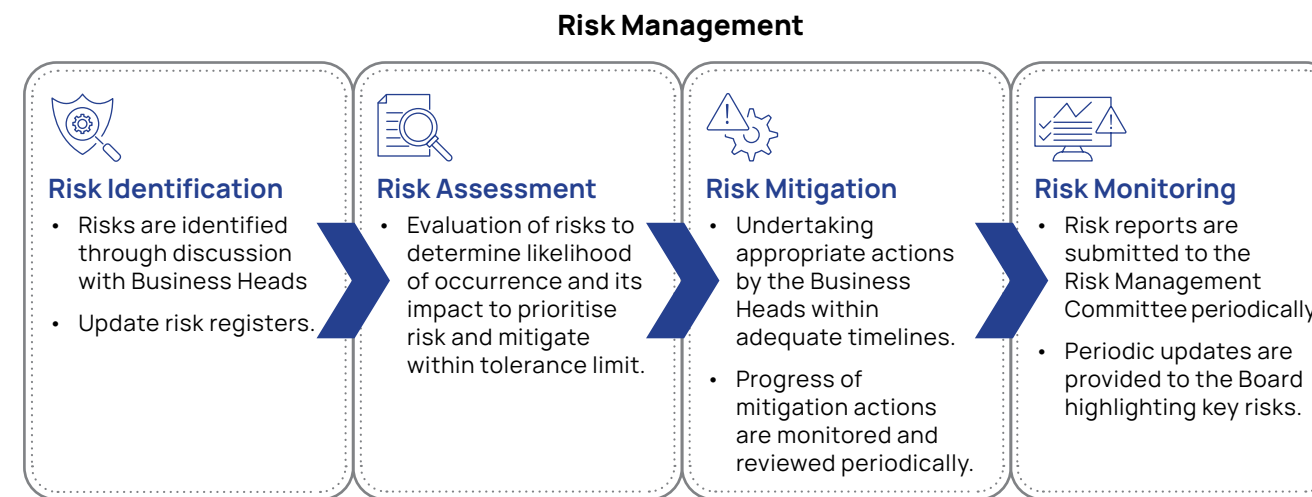 Risk Management
Risk Identification
• Risks are identified
through discussion
with Business Heads
• Update risk registers.
Risk Assessment
• Evaluation of risks to
determine likelihood
of occurrence and its
impact to prioritise
risk and mitigate
within tolerance limit.
Risk Mitigation
• Undertaking
appropriate actions
by the Business
Heads within
adequate timelines.
• Progress of
mitigation actions
are monitored and
reviewed periodically.
Risk Monitoring
• Risk reports are
submitted to the
Risk Management
Committee periodically
• Periodic updates are
provided to the Board
highlighting key risks.